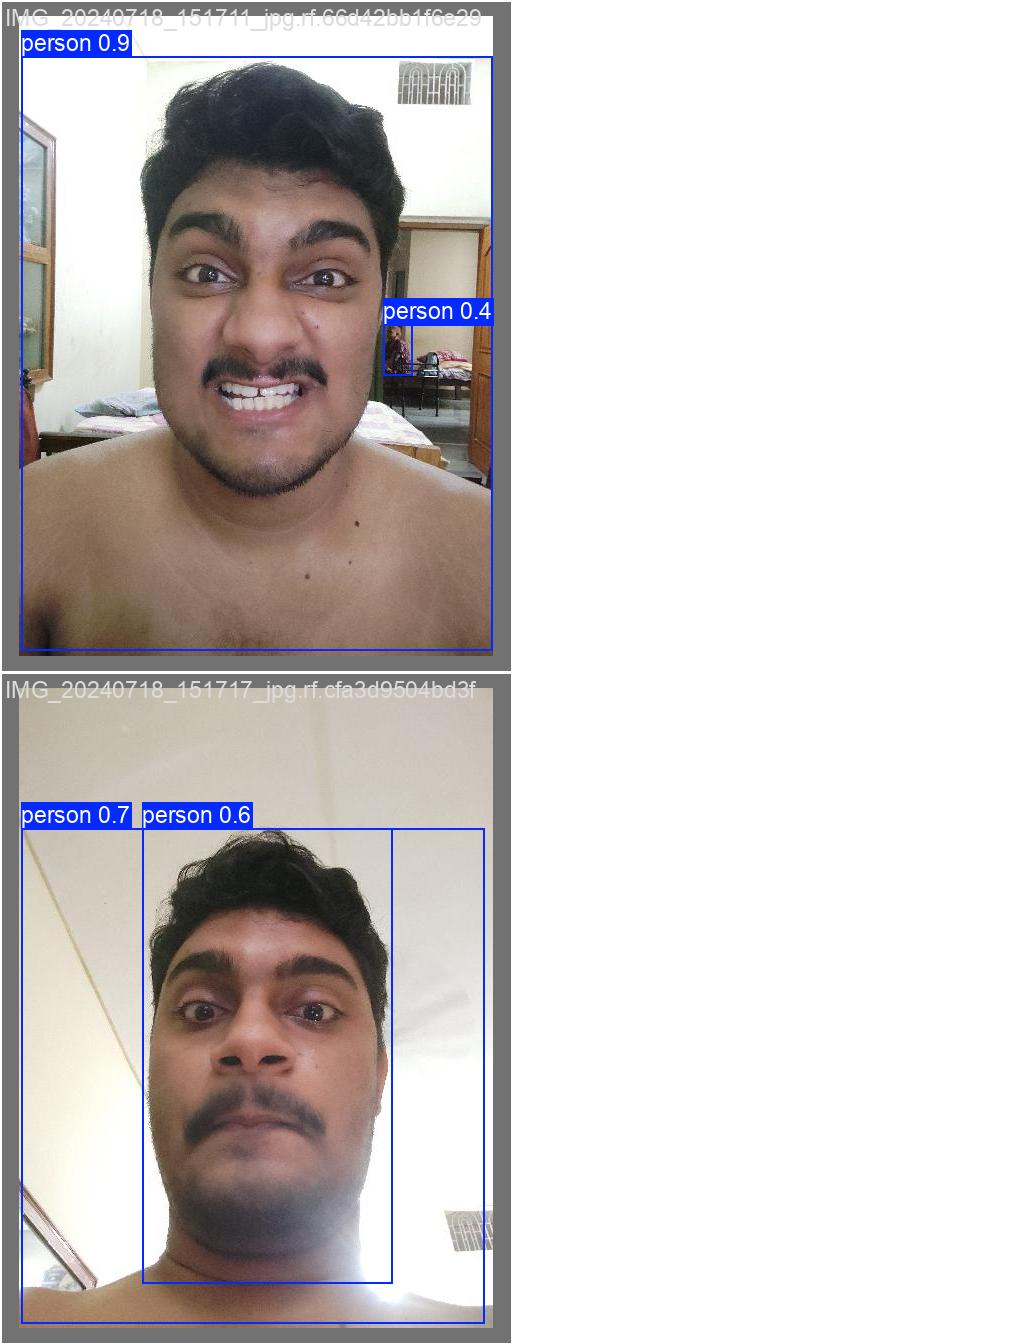 IMG_20240718_151711_jpg.rf.66d42bb1f6e29
person 0.9
person 0.4
IMG_20240718_151717_jpg.rf.cfa3d9504bd3f
person 0.7 person 0.6